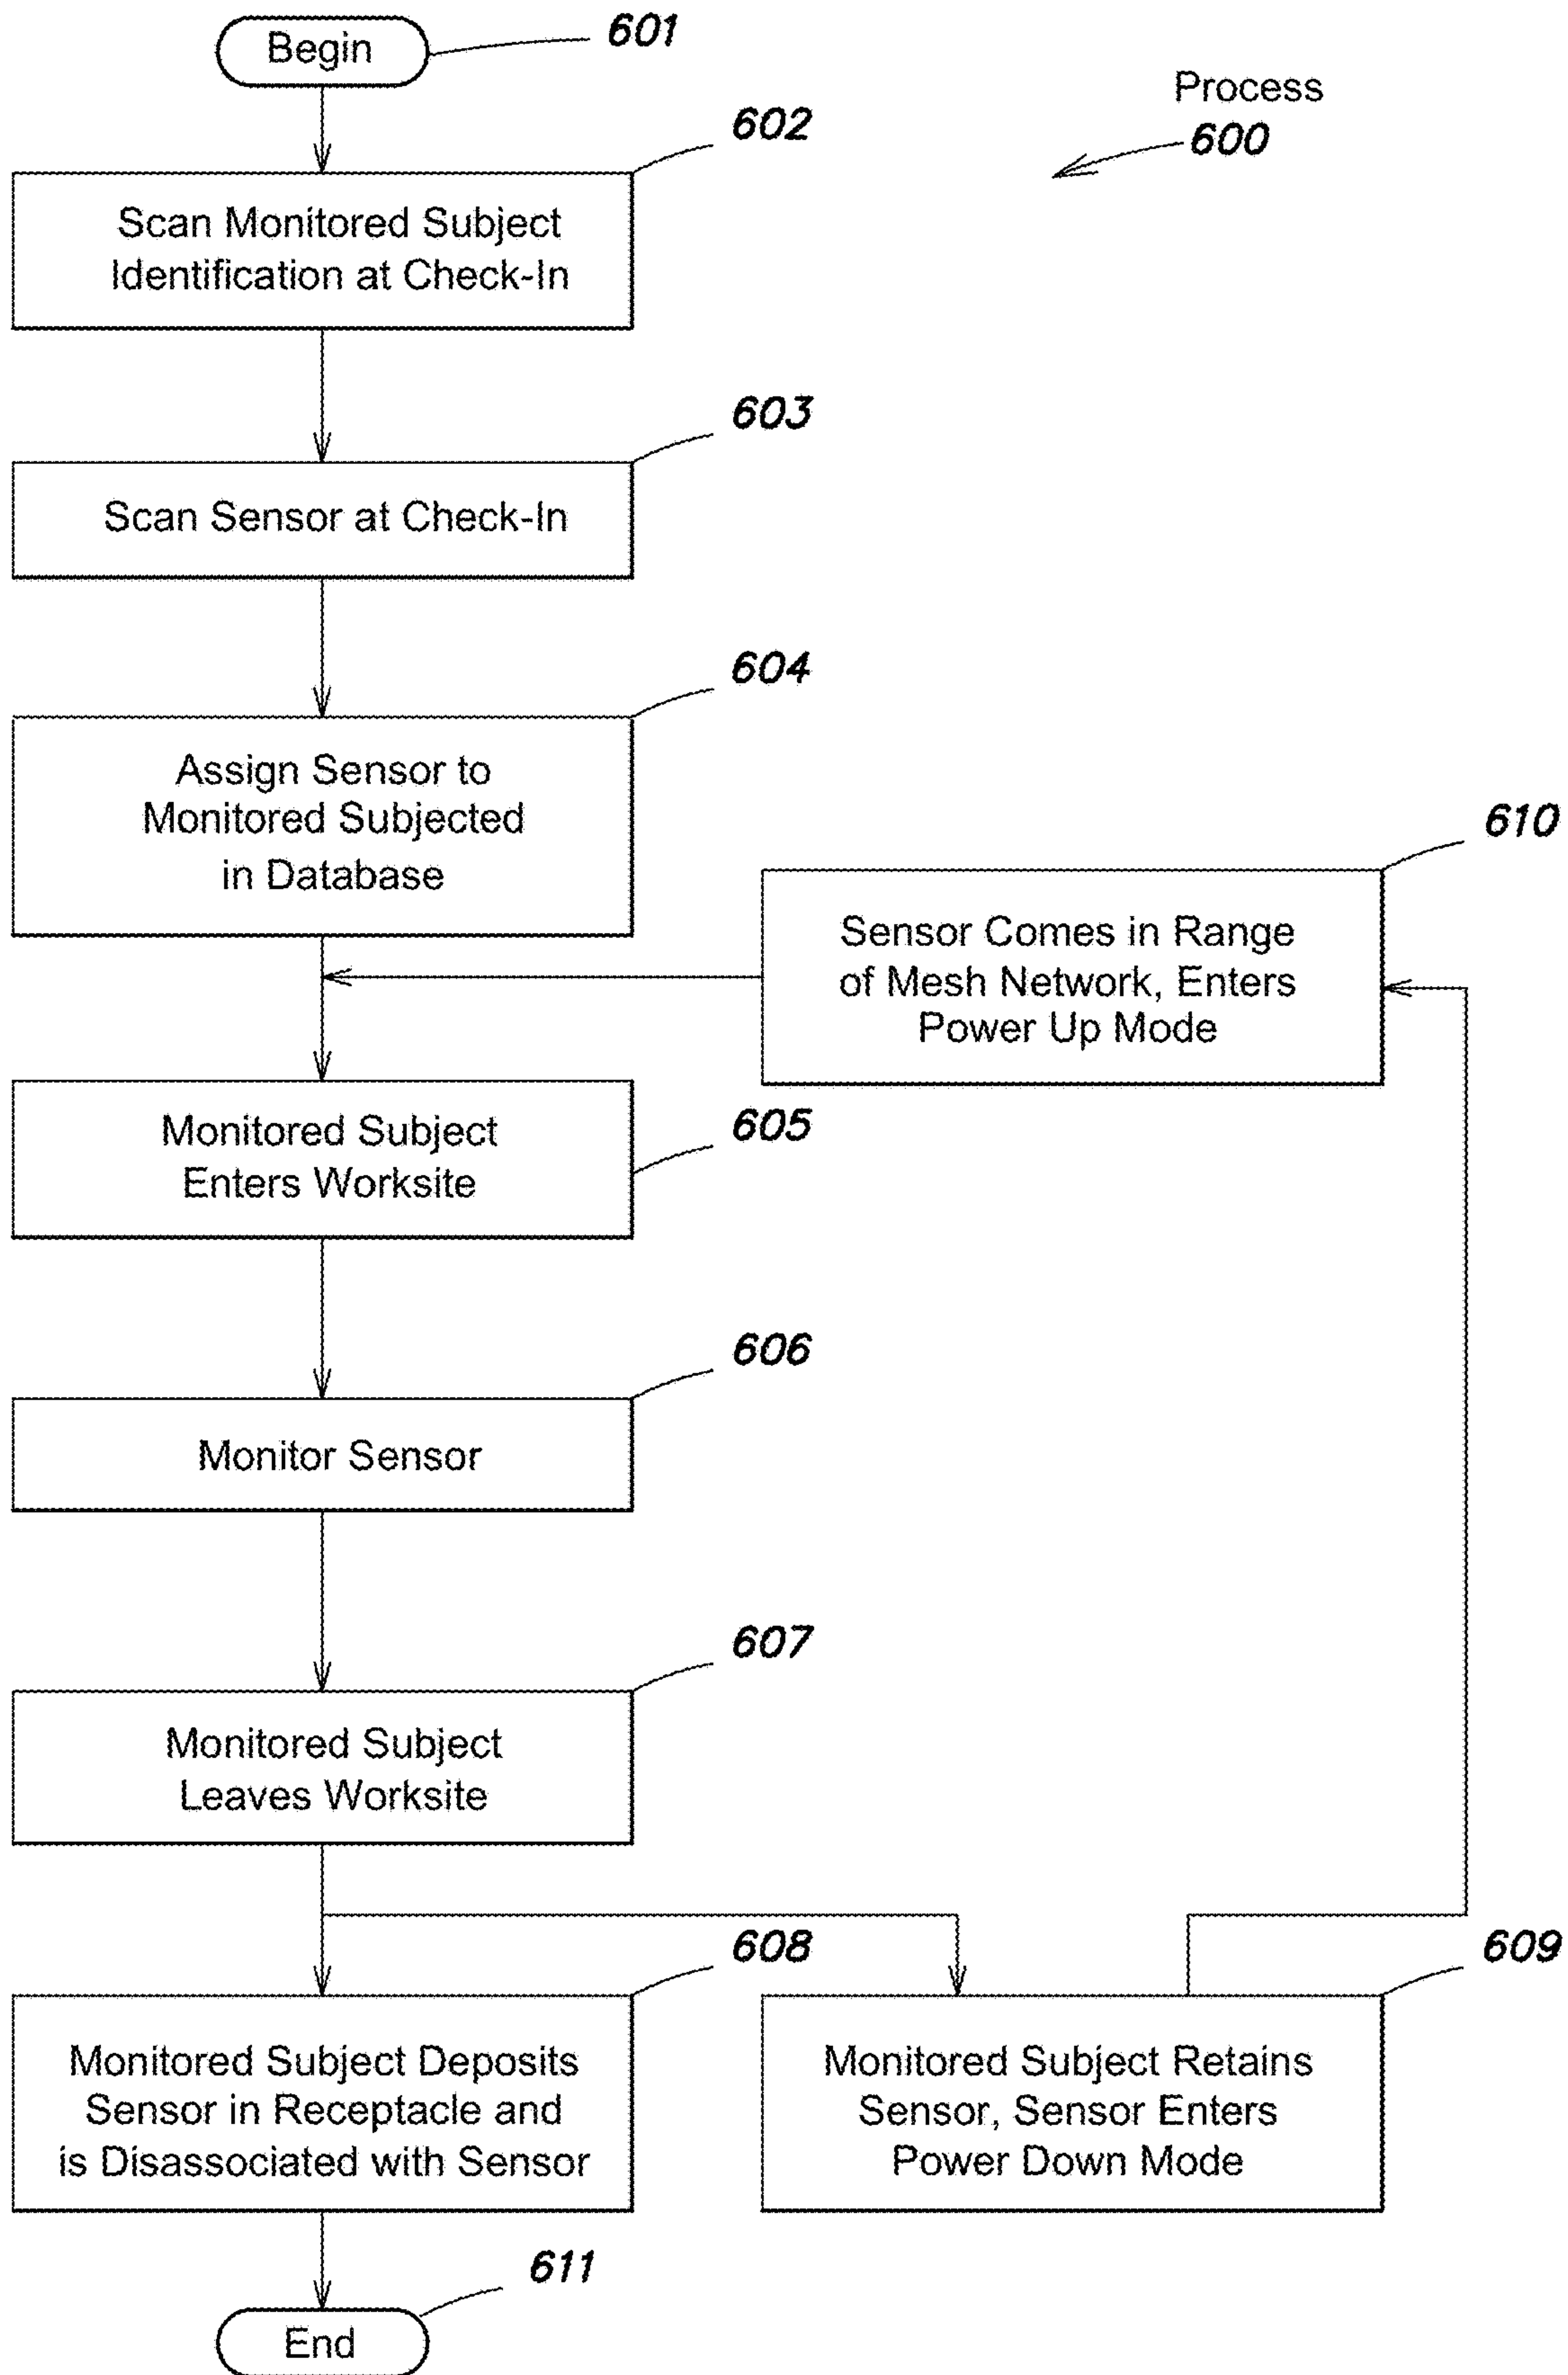 Begin
601
Process
600
602
Scan Monitored Subject
Identification at Check-In
603
Scan Sensor at Check-In
604
Assign Sensor to
Monitored Subjected
in Database
610
Sensor Comes in Range
of Mesh Network, Enters
Power Up Mode
605
Monitored Subject
Enters Worksite
606
Monitor Sensor
607
Monitored Subject
Leaves Worksite
608
Monitored Subject Deposits
Sensor in Receptacle and
is Disassociated with Sensor
609
Monitored Subject Retains
Sensor, Sensor Enters
Power Down Mode
611
End